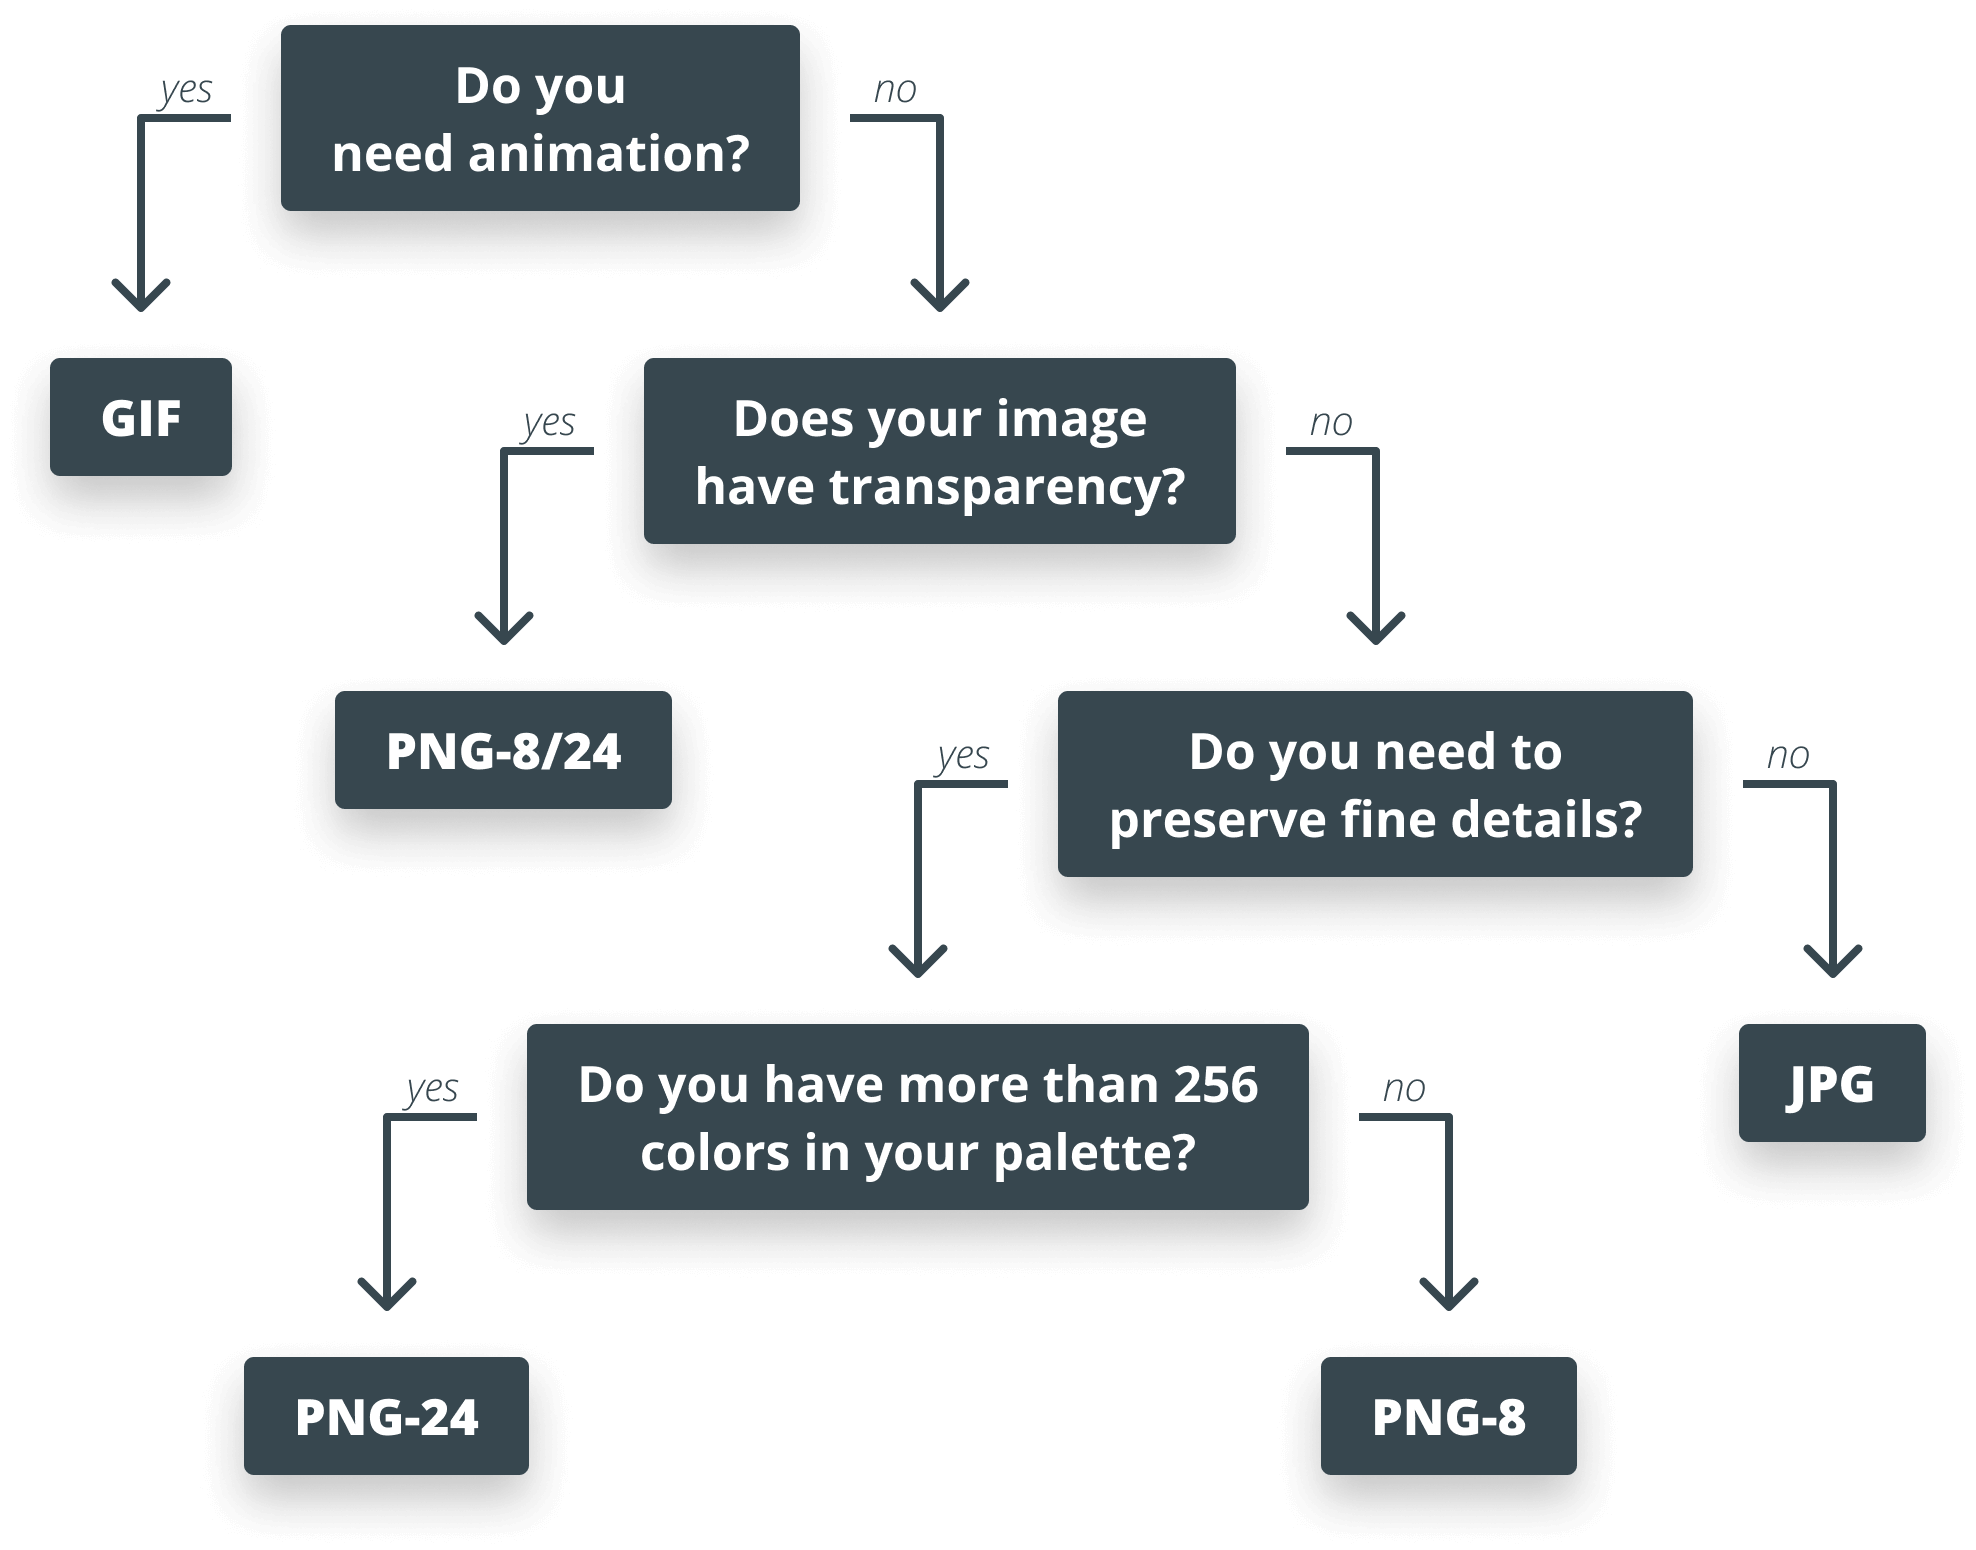 Do you
need animation?
yes
no
GIF
Does your image
have transparency?
yes
no
PNG-8/24
Do you need to
preserve fine details?
yes
no
Do you have more than 256
colors in your palette?
yes
no
JPG
PNG-24
PNG-8